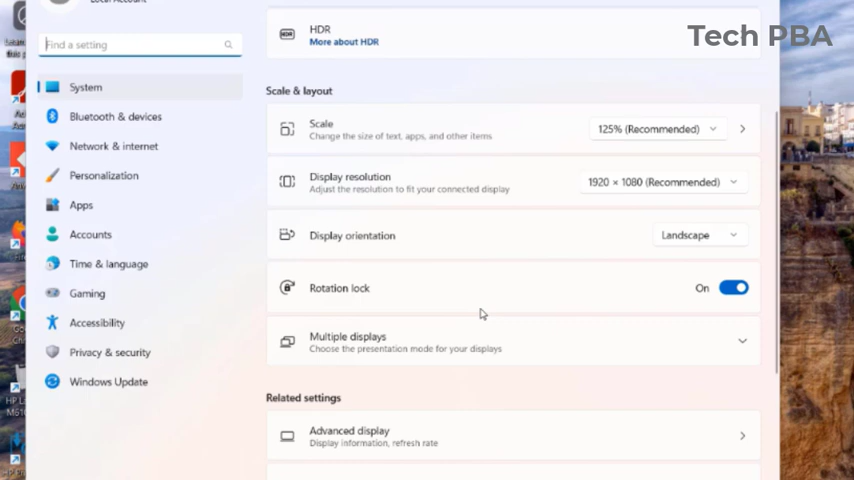 Local Account
Find a setting
System
Bluetooth & devices
Network & internet
Personalization
Apps
Accounts
Time & language
Gaming
Accessibility
Privacy & security
Windows Update
HDR
HDR
More about HDR
Tech PBA
Scale & layout
Scale
Change the size of text, apps, and other items
125% (Recommended)
Display resolution
Adjust the resolution to fit your connected display
1920 × 1080 (Recommended)
Display orientation
Landscape
Rotation lock
On
Multiple displays
Choose the presentation mode for your displays
Related settings
Advanced display
Display information, refresh rate